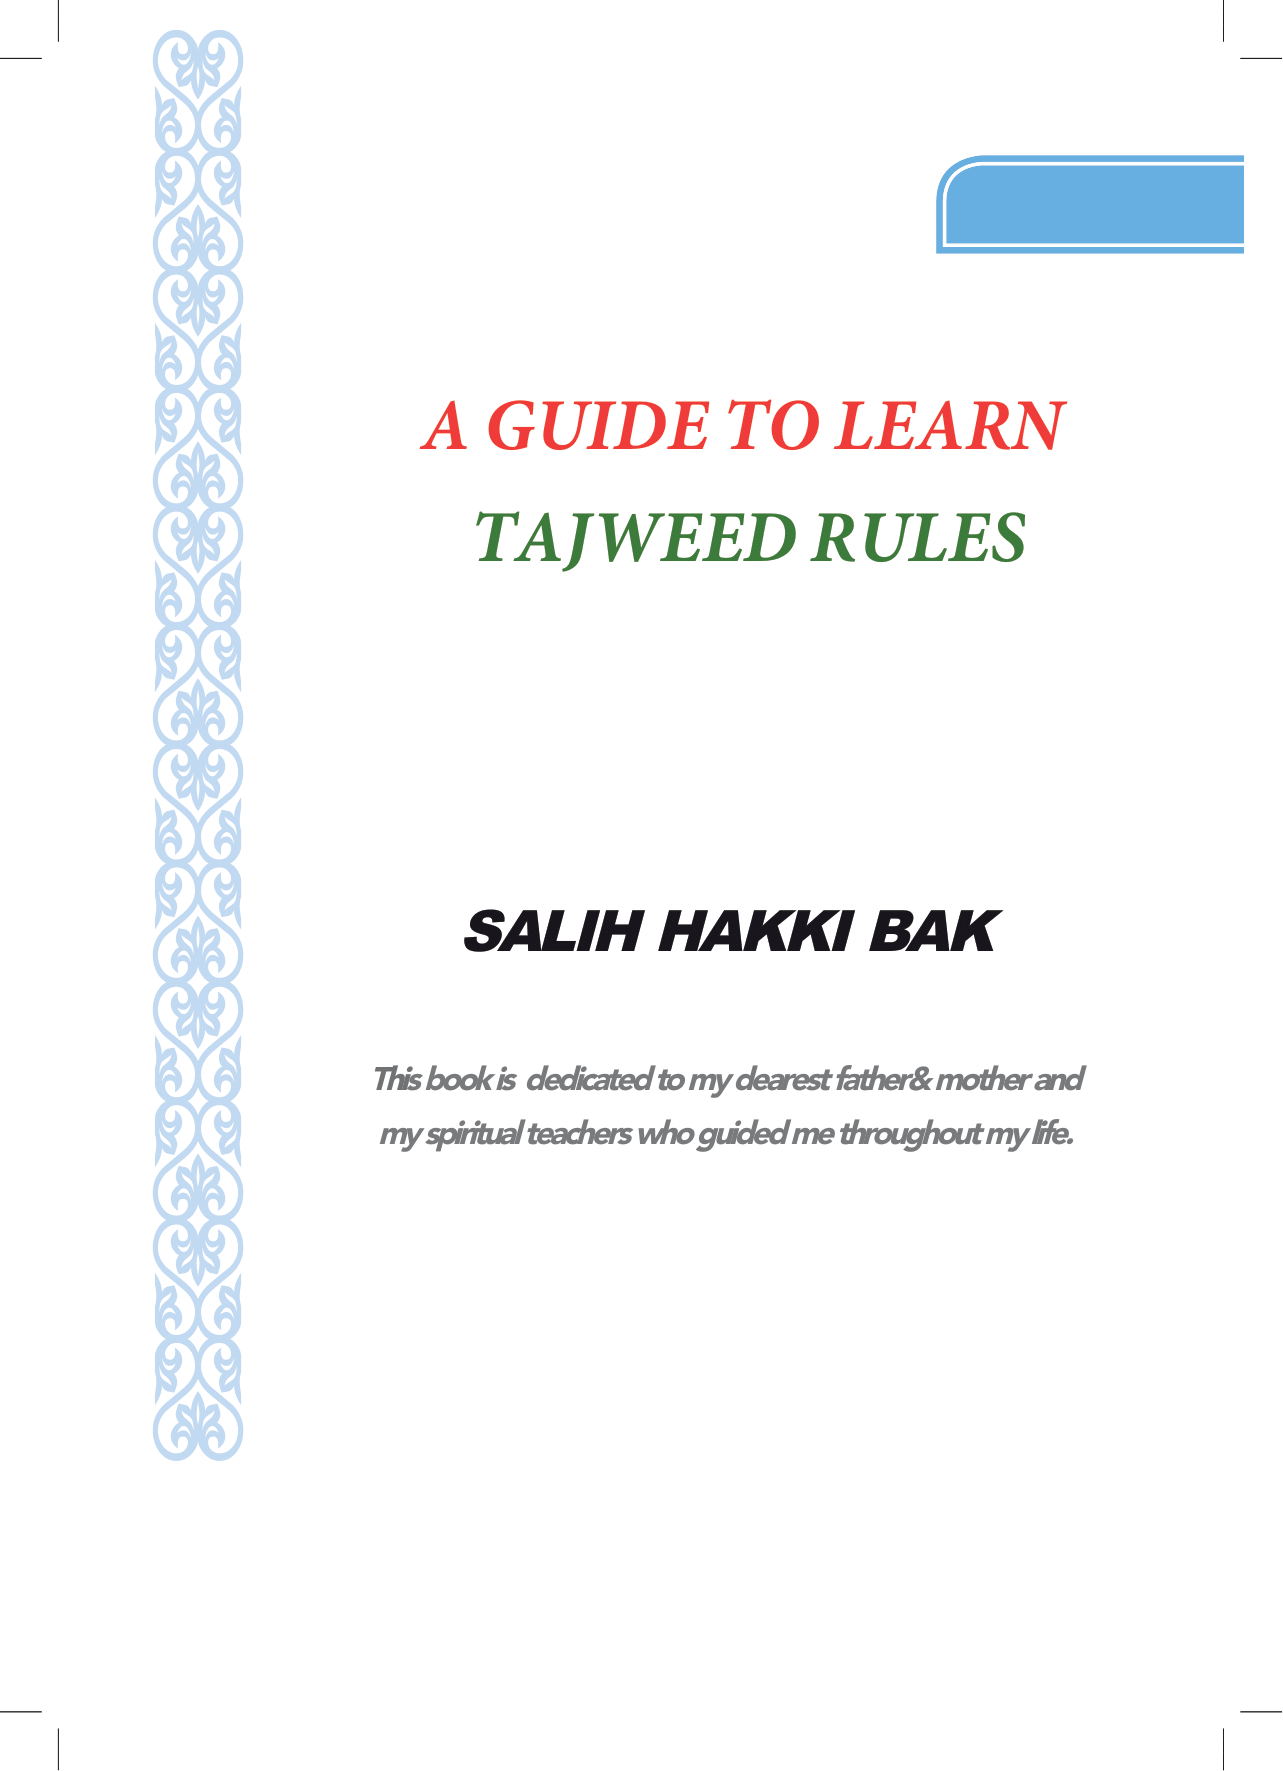 A GUIDE TO LEARN
TAJWEED RULES
SALIH HAKKI BAK
This book is dedicated to my dearest father& mother and
my spiritual teachers who guided me throughout my life.